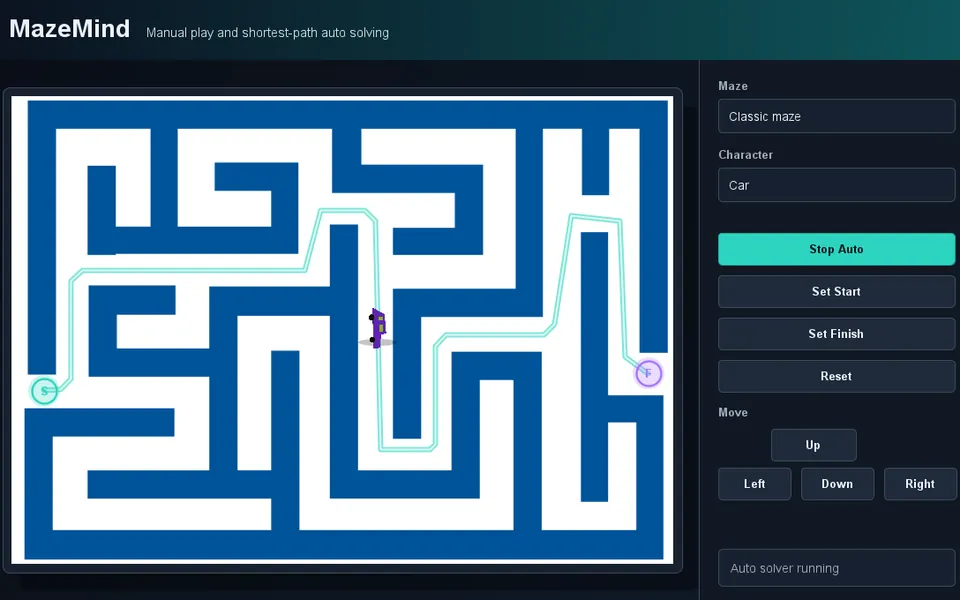 MazeMind
Manual play and shortest-path auto solving
Maze
Classic maze
Character
Car
Stop Auto
Set Start
Set Finish
Reset
Move
Up
Left Down Right
Auto solver running
S
F